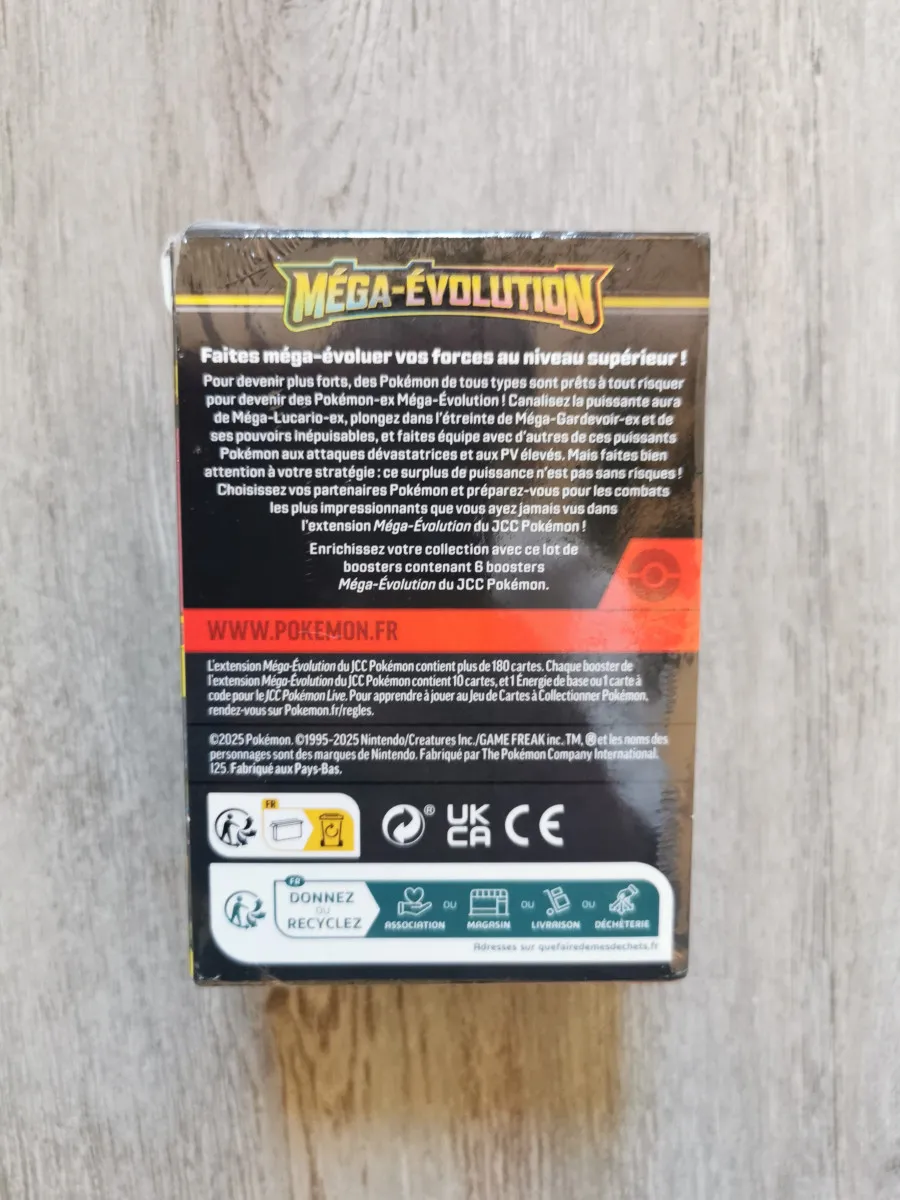 MÉGA-ÉVOLUTION
Faites méga-évoluer vos forces au niveau supérieur !
Pour devenir plus forts, des Pokémon de tous types sont prêts à tout risquer
pour devenir des Pokémon-ex Méga-Évolution ! Canalisez la puissante aura
de Méga-Lucario-ex, plongez dans l'étreinte de Méga-Gardevoir-ex et de
ses pouvoirs inépuisables, et faites équipe avec d'autres de ces puissants
Pokémon aux attaques dévastatrices et aux PV élevés. Mais faites bien
attention à votre stratégie : ce surplus de puissance n'est pas sans risques !
Choisissez vos partenaires Pokémon et préparez-vous pour les combats
les plus impressionnants que vous ayez jamais vus dans
l'extension Méga-Évolution du JCC Pokémon !
Enrichissez votre collection avec ce lot de
boosters contenant 6 boosters
Méga-Évolution du JCC Pokémon.
WWW.POKEMON.FR
L'extension Méga-Évolution du JCC Pokémon contient plus de 180 cartes. Chaque booster de
l'extension Méga-Évolution du JCC Pokémon contient 10 cartes, et 1 Énergie de base ou 1 carte à
code pour le JCC Pokémon Live. Pour apprendre à jouer au Jeu de Cartes à Collectionner Pokémon,
rendez-vous sur Pokemon.fr/regles.
©2025 Pokémon. ©1995-2025 Nintendo/Creatures Inc./GAME FREAK inc. TM, ® et les noms des
personnages sont des marques de Nintendo. Fabriqué par The Pokémon Company International.
125. Fabriqué aux Pays-Bas.
FR
®
UK
CA
CE
FR
DONNEZ
OU
RECYCLEZ
ASSOCIATION
OU
MAGASIN
OU
LIVRAISON
OU
DÉCHÈTERIE
Adresses sur quefairedemesdechets.fr